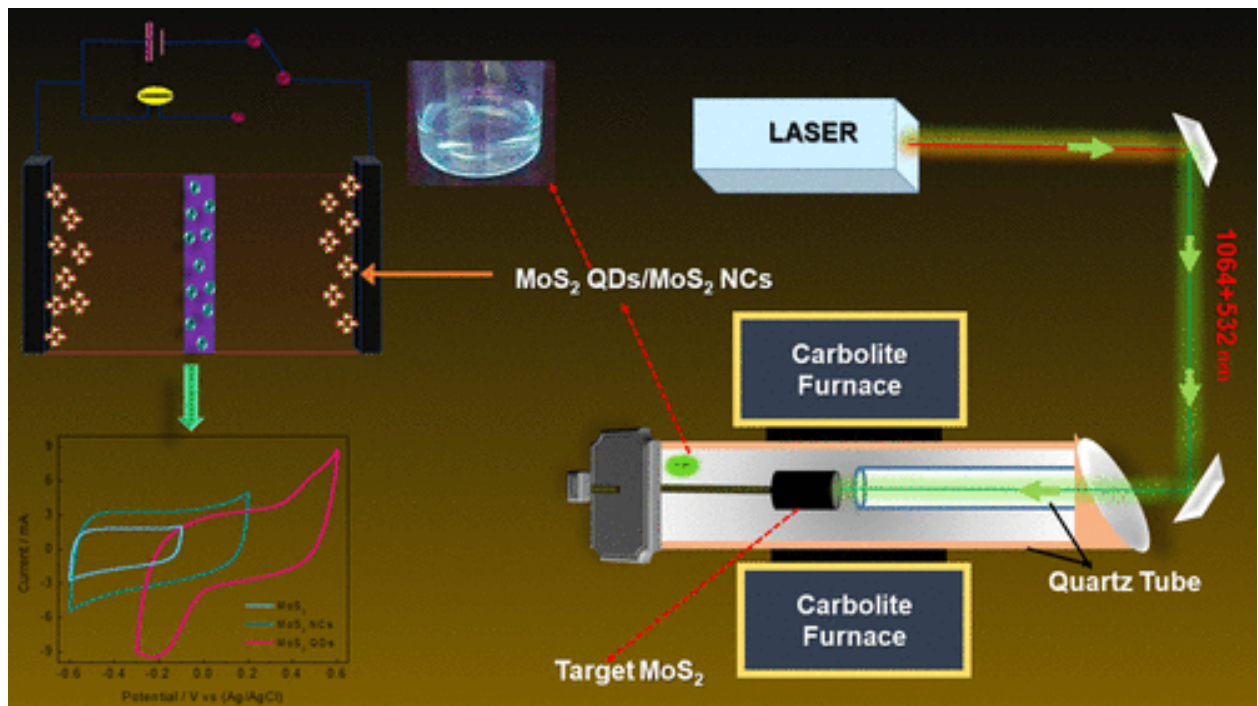 LASER
1064+532 nm
MoS₂ QDs/MoS₂ NCs
Carbolite
Furnace
Quartz Tube
Carbolite
Furnace
Target MoS₂
Current / mA
9
6
3
0
-3
-6
-9
MoS₂
MoS₂ NCs
MoS₂ QDs
-0.6 -0.4 -0.2 0.0 0.2 0.4 0.6
Potential / V vs (Ag/AgCl)